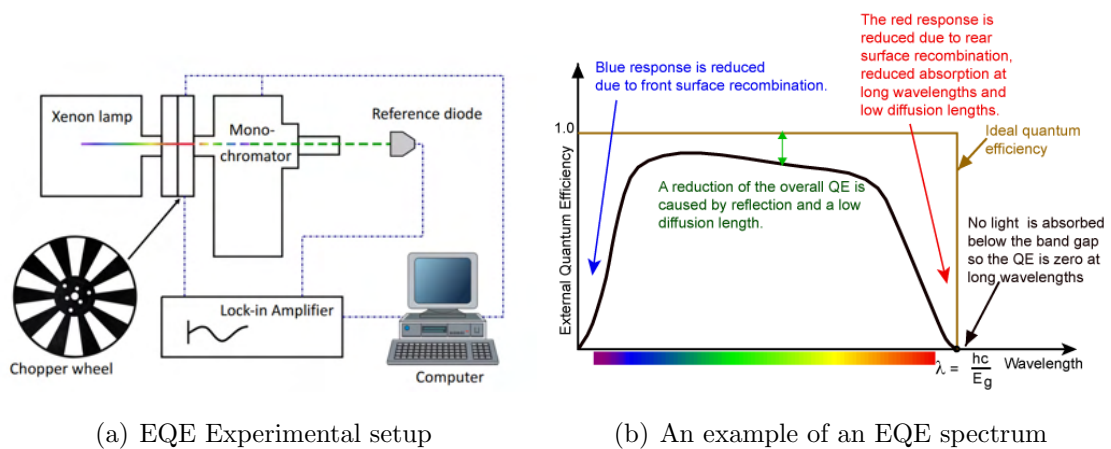 Xenon lamp
Mono-
chromator
Reference diode
Lock-in Amplifier
Chopper wheel
Computer
(a) EQE Experimental setup
The red response is
reduced due to rear
surface recombination,
reduced absorption at
long wavelengths and
low diffusion lengths.
Blue response is reduced
due to front surface recombination.
1.0
Ideal quantum
efficiency
External Quantum Efficiency
A reduction of the overall QE is
caused by reflection and a low
diffusion length.
No light is absorbed
below the band gap
so the QE is zero at
long wavelengths
λ = hc
Eg
Wavelength
(b) An example of an EQE spectrum